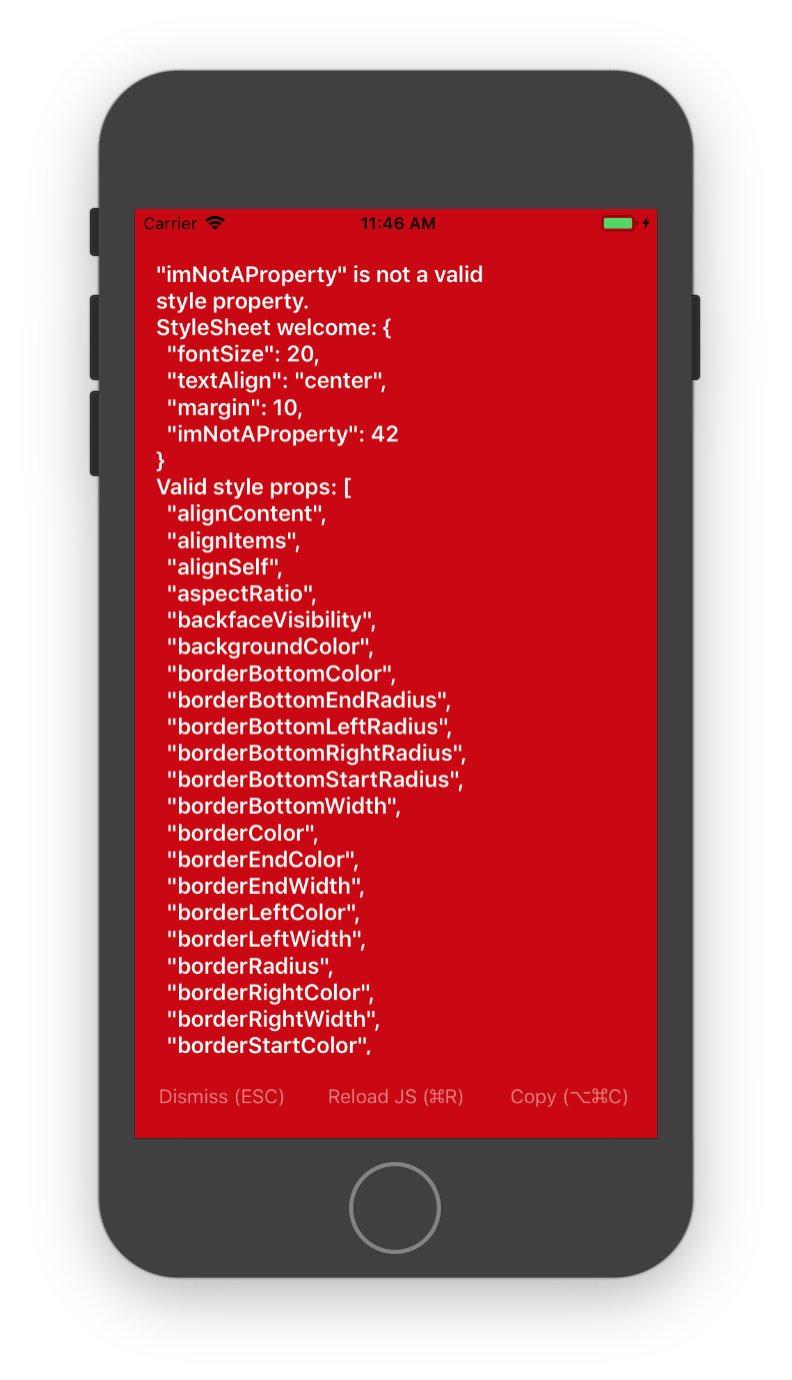 Carrier 11:46 AM
"imNotAProperty" is not a valid
style property.
StyleSheet welcome: {
  "fontSize": 20,
  "textAlign": "center",
  "margin": 10,
  "imNotAProperty": 42
}
Valid style props: [
  "alignContent",
  "alignItems",
  "alignSelf",
  "aspectRatio",
  "backfaceVisibility",
  "backgroundColor",
  "borderBottomColor",
  "borderBottomEndRadius",
  "borderBottomLeftRadius",
  "borderBottomRightRadius",
  "borderBottomStartRadius",
  "borderBottomWidth",
  "borderColor",
  "borderEndColor",
  "borderEndWidth",
  "borderLeftColor",
  "borderLeftWidth",
  "borderRadius",
  "borderRightColor",
  "borderRightWidth",
  "borderStartColor",
Dismiss (ESC) Reload JS (⌘R) Copy (⌥⌘C)